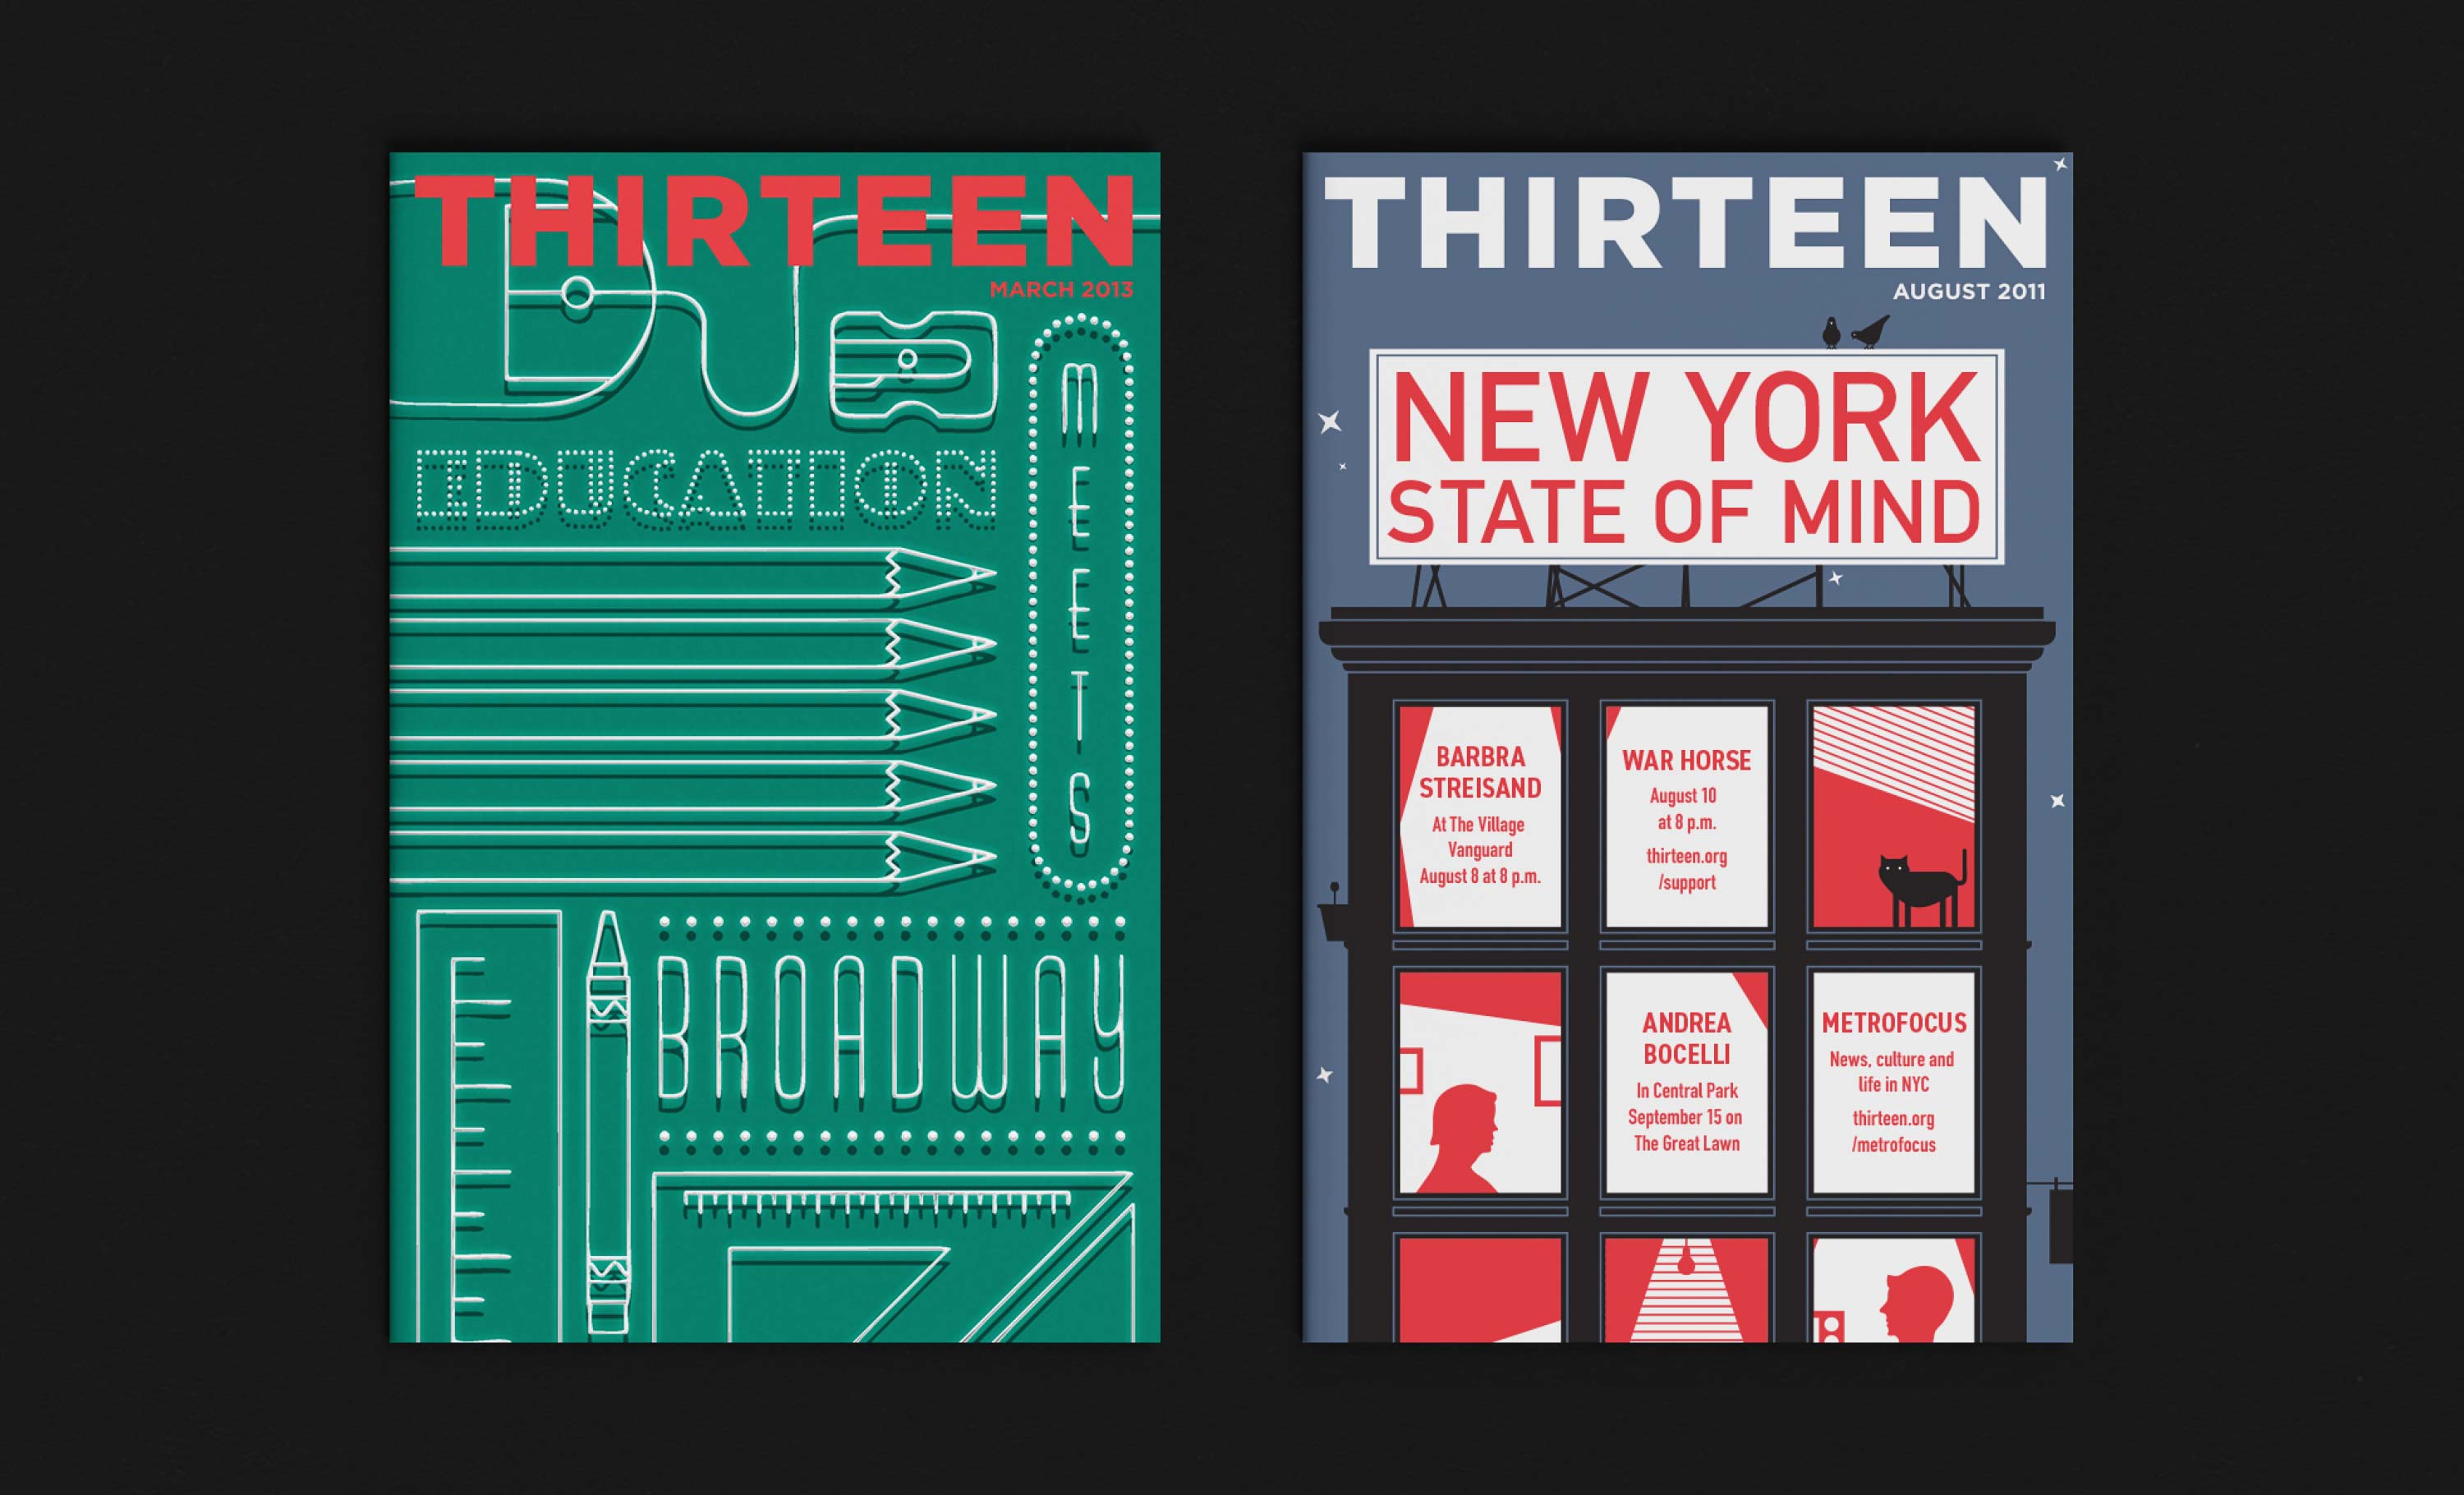 THIRTEEN
MARCH 2013
EDUCATION
MEETS
BROADWAY
THIRTEEN
AUGUST 2011
NEW YORK
STATE OF MIND
BARBRA
STREISAND
At The Village
Vanguard
August 8 at 8 p.m.
WAR HORSE
August 10
at 8 p.m.
thirteen.org
/support
ANDREA
BOCELLI
In Central Park
September 15 on
The Great Lawn
METROFOCUS
News, culture and
life in NYC
thirteen.org
/metrofocus